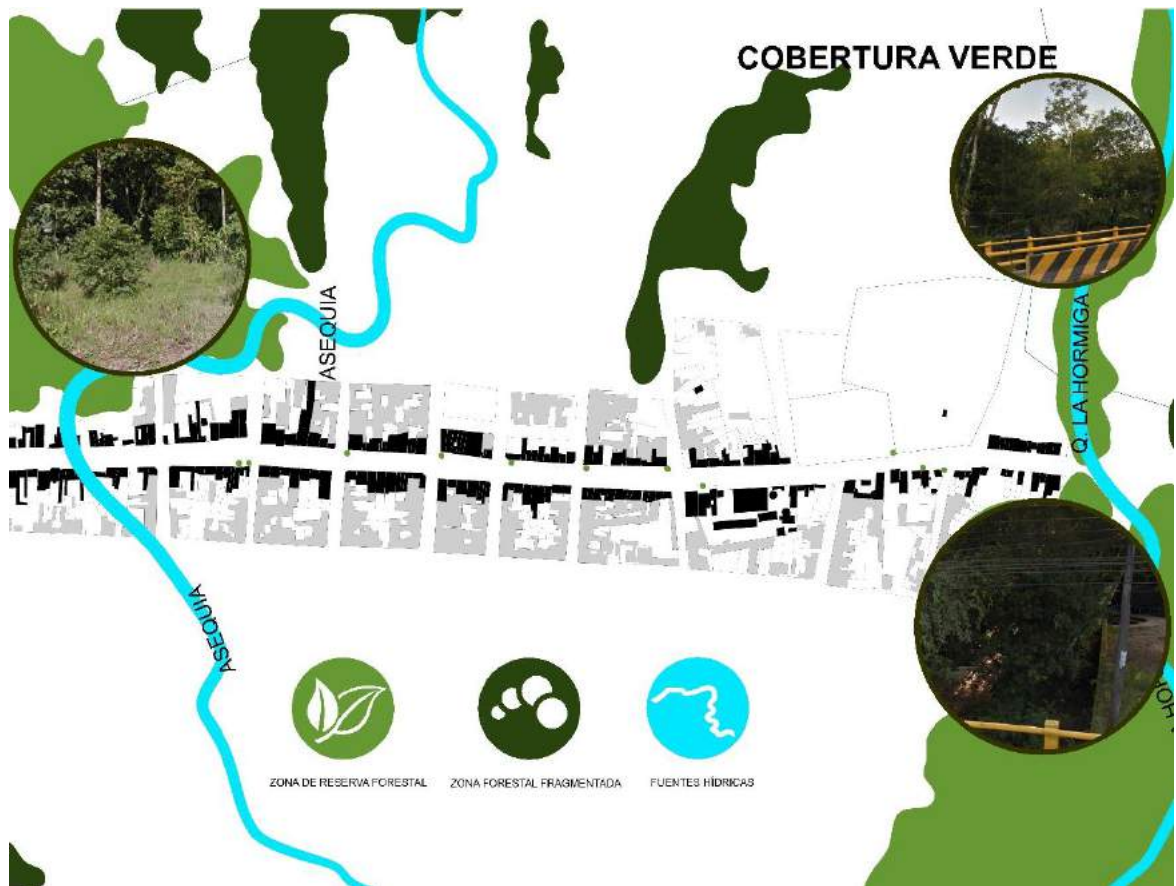 COBERTURA VERDE
ASEQUIA
Q. LA HORMIGA
ASEQUIA
ZONA DE RESERVA FORESTAL
ZONA FORESTAL FRAGMENTADA
FUENTES HÍDRICAS